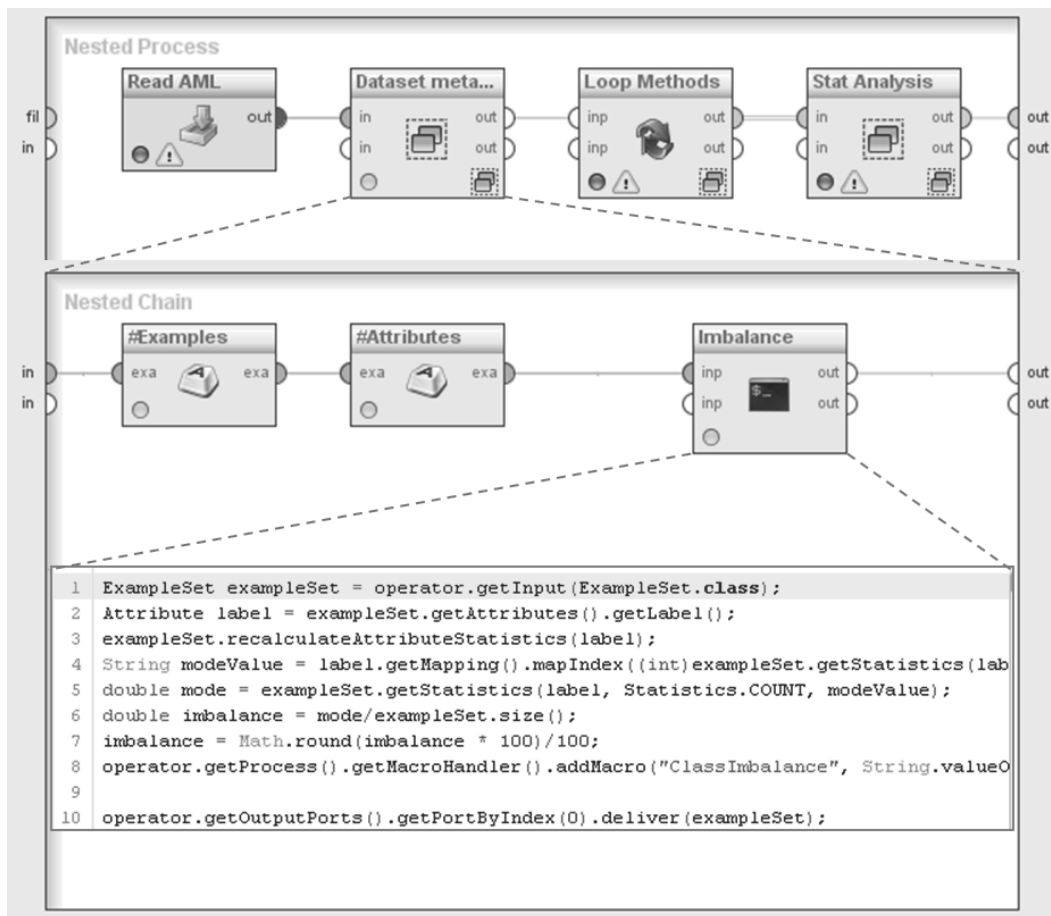 Nested Process
Read AML
Dataset meta...
Loop Methods
Stat Analysis
fil
out
in
out
inp
out
in
out
out
in
in
out
inp
out
in
out
out
Nested Chain
#Examples
#Attributes
Imbalance
in
exa
exa
exa
exa
inp
out
out
in
inp
out
out
$_
1 ExampleSet exampleSet = operator.getInput(ExampleSet.class);
2 Attribute label = exampleSet.getAttributes().getLabel();
3 exampleSet.recalculateAttributeStatistics(label);
4 String modeValue = label.getMapping().mapIndex((int)exampleSet.getStatistics(lab
5 double mode = exampleSet.getStatistics(label, Statistics.COUNT, modeValue);
6 double imbalance = mode/exampleSet.size();
7 imbalance = Math.round(imbalance * 100)/100;
8 operator.getProcess().getMacroHandler().addMacro("ClassImbalance", String.valueO
9
10 operator.getOutputPorts().getPortByIndex(0).deliver(exampleSet);